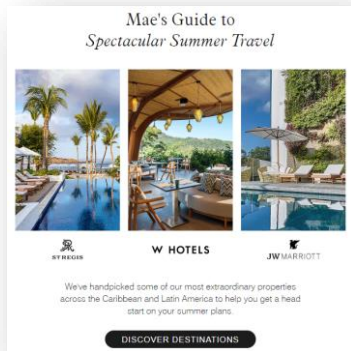 Mae's Guide to
Spectacular Summer Travel
ST REGIS
W HOTELS
JW MARRIOTT
We've handpicked some of our most extraordinary properties
across the Caribbean and Latin America to help you get a head
start on your summer plans.
DISCOVER DESTINATIONS